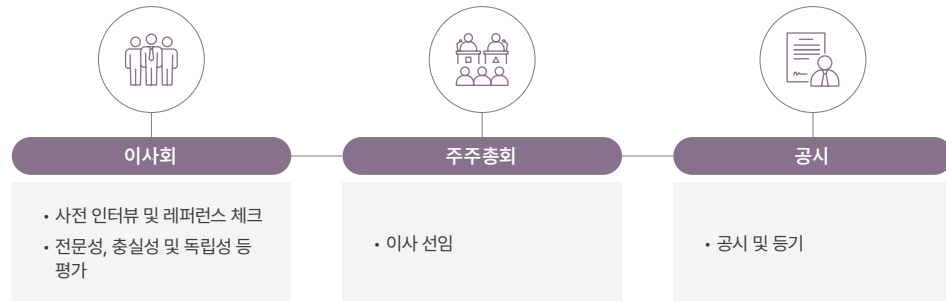 이사회
• 사전 인터뷰 및 레퍼런스 체크
• 전문성, 충실성 및 독립성 등
평가
주주총회
• 이사 선임
공시
• 공시 및 등기